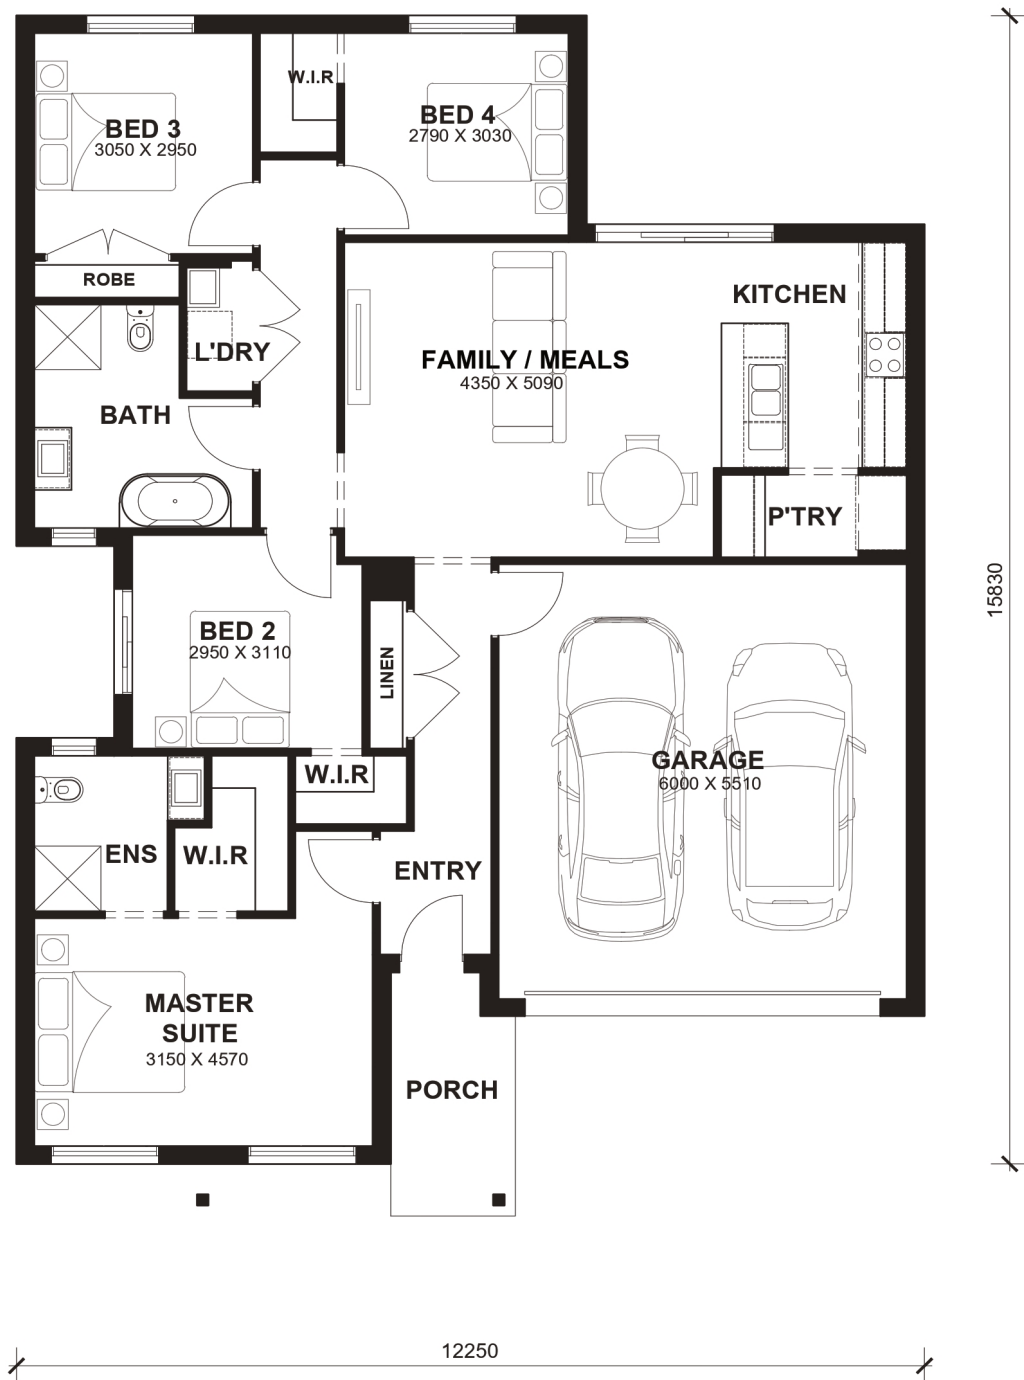 W.I.R
BED 3
3050 X 2950
BED 4
2790 X 3030
ROBE
KITCHEN
L'DRY
FAMILY / MEALS
4350 X 5090
BATH
P'TRY
15830
BED 2
2950 X 3110
LINEN
GARAGE
6000 X 5510
W.I.R
ENS
W.I.R
ENTRY
MASTER
SUITE
3150 X 4570
PORCH
12250